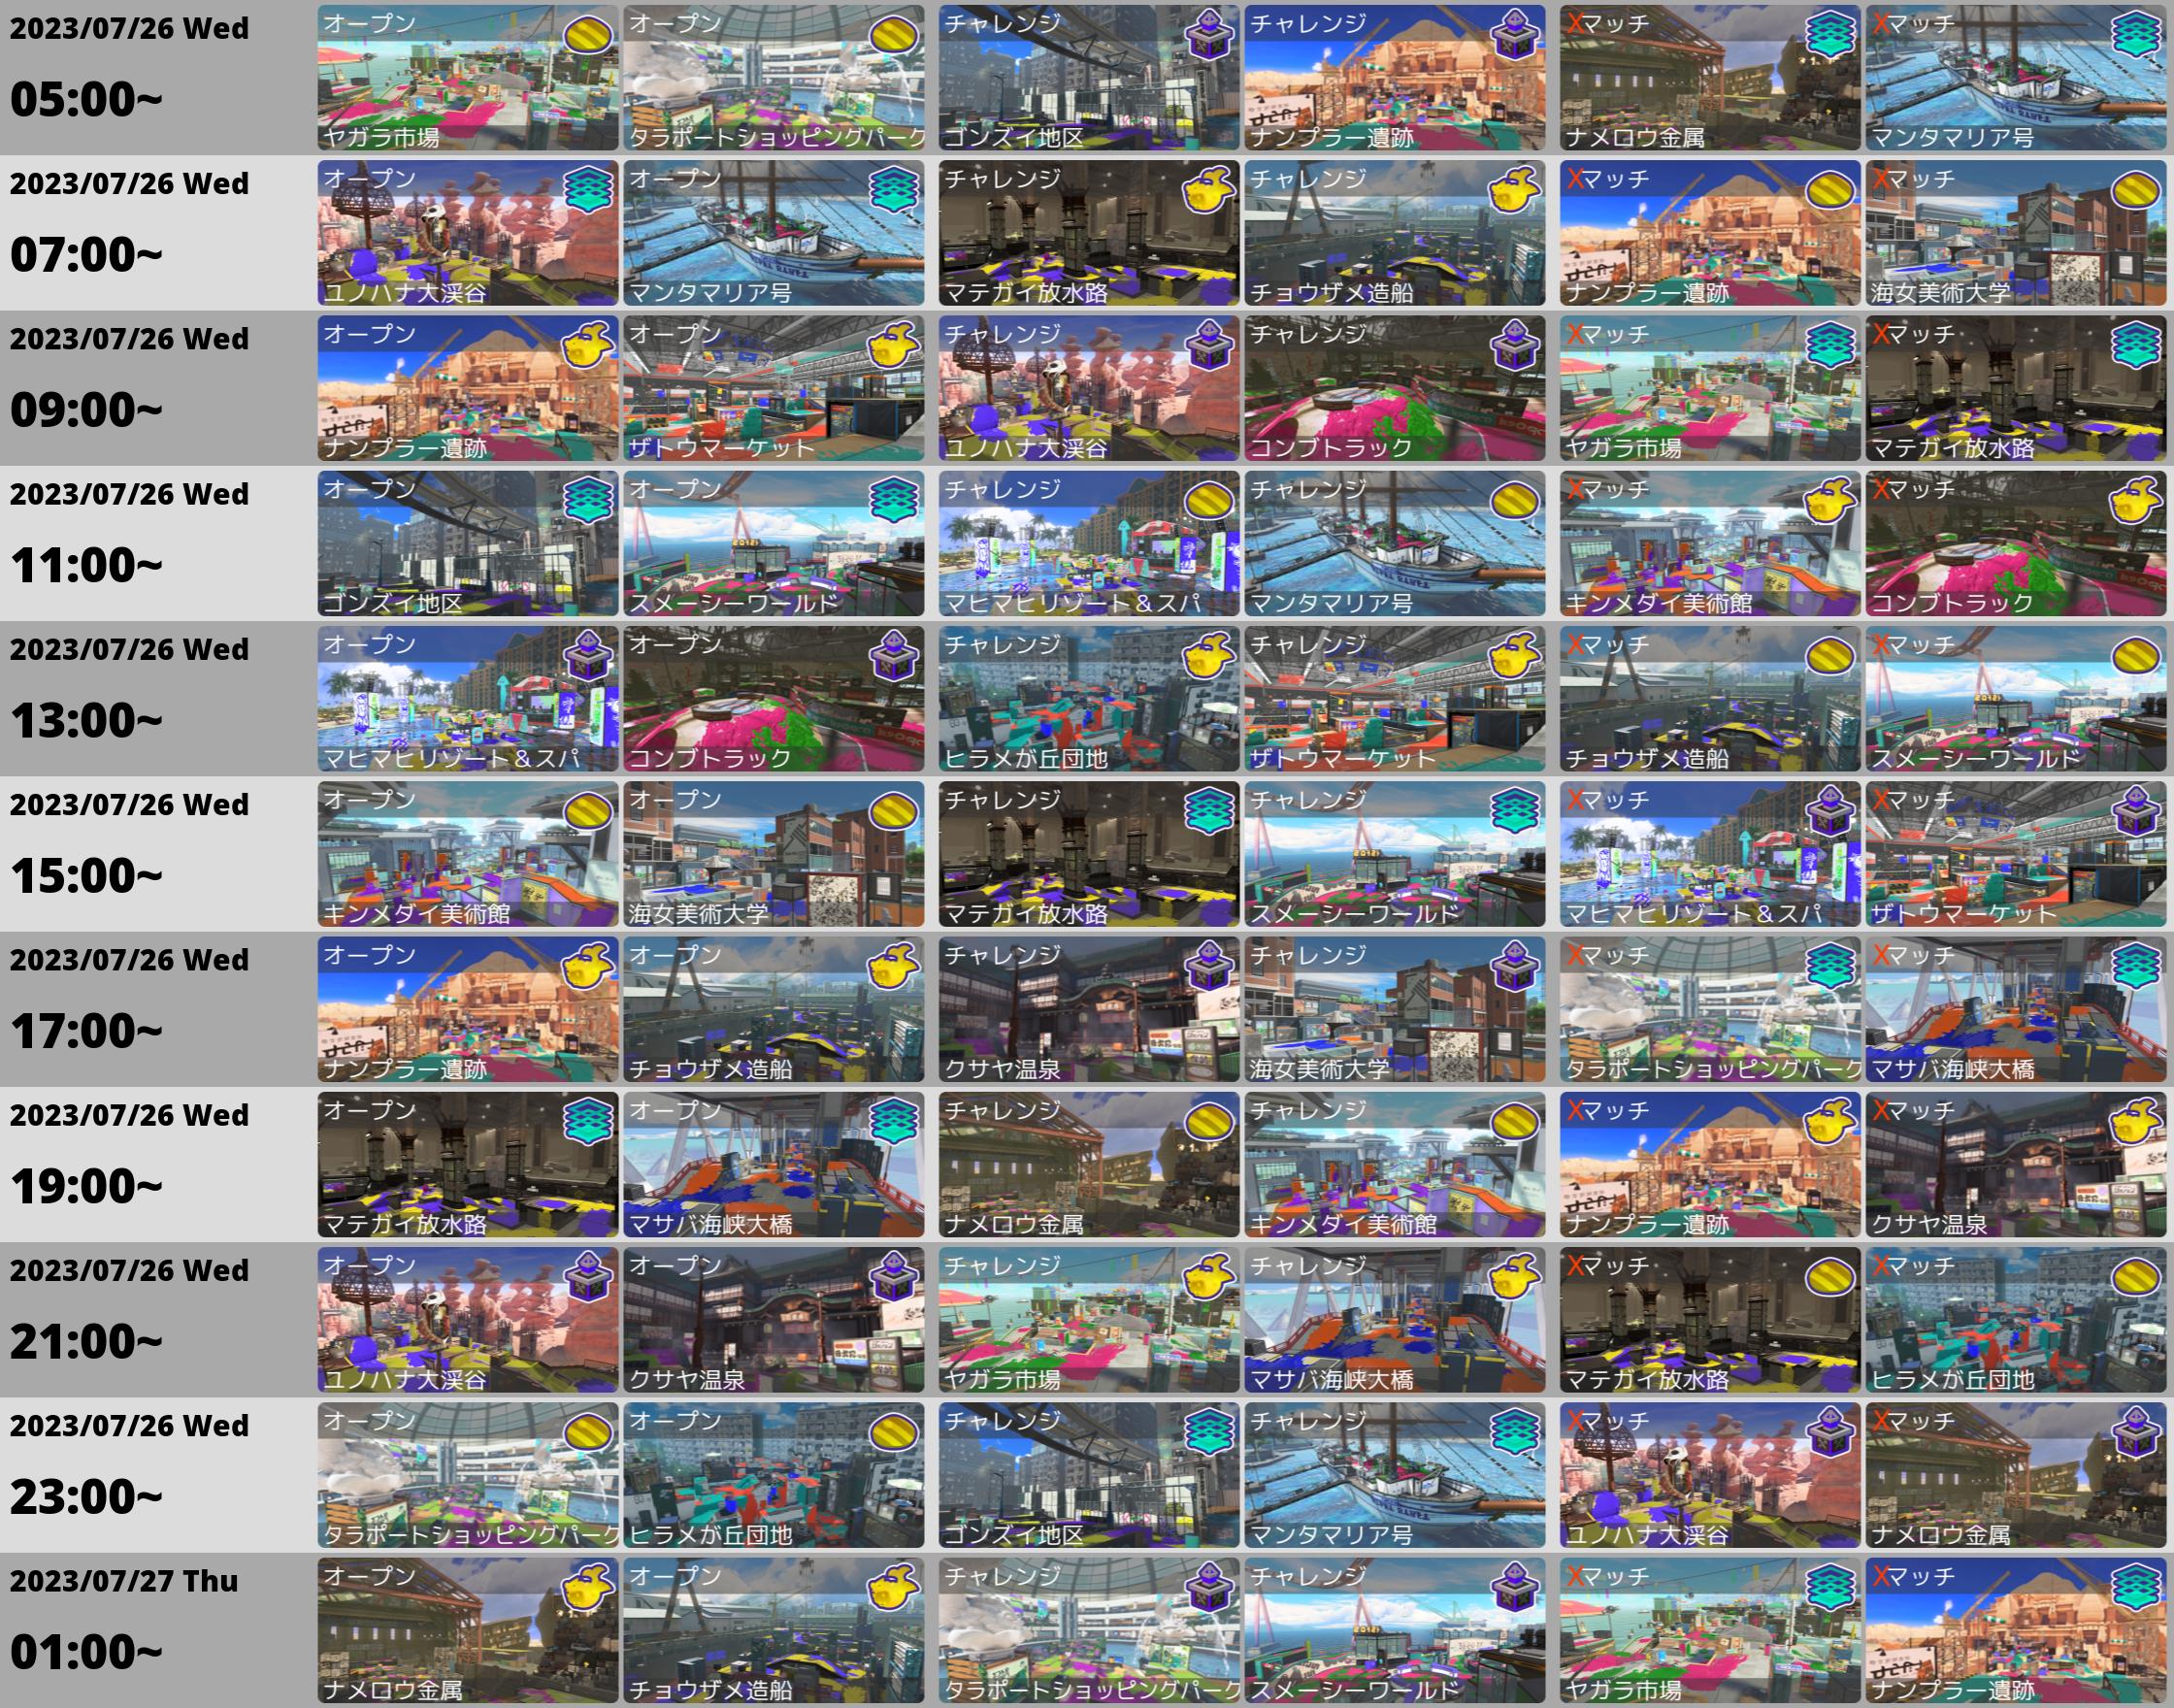 2023/07/26 Wed
05:00~
オープン
ヤガラ市場
オープン
タラポートショッピングパーク
チャレンジ
ゴンズイ地区
チャレンジ
ナンプラー遺跡
Xマッチ
ナメロウ金属
Xマッチ
マンタマリア号
2023/07/26 Wed
07:00~
オープン
ユノハナ大渓谷
オープン
マンタマリア号
チャレンジ
マテガイ放水路
チャレンジ
チョウザメ造船
Xマッチ
ナンプラー遺跡
Xマッチ
海女美術大学
2023/07/26 Wed
09:00~
オープン
ナンプラー遺跡
オープン
ザトウマーケット
チャレンジ
ユノハナ大渓谷
チャレンジ
コンブトラック
Xマッチ
ヤガラ市場
Xマッチ
マテガイ放水路
2023/07/26 Wed
11:00~
オープン
ゴンズイ地区
オープン
スメーシーワールド
チャレンジ
マヒマヒリゾート＆スパ
チャレンジ
マンタマリア号
Xマッチ
キンメダイ美術館
Xマッチ
コンブトラック
2023/07/26 Wed
13:00~
オープン
マヒマヒリゾート＆スパ
オープン
コンブトラック
チャレンジ
ヒラメが丘団地
チャレンジ
ザトウマーケット
Xマッチ
チョウザメ造船
Xマッチ
スメーシーワールド
2023/07/26 Wed
15:00~
オープン
キンメダイ美術館
オープン
海女美術大学
チャレンジ
マテガイ放水路
チャレンジ
スメーシーワールド
Xマッチ
マヒマヒリゾート＆スパ
Xマッチ
ザトウマーケット
2023/07/26 Wed
17:00~
オープン
ナンプラー遺跡
オープン
チョウザメ造船
チャレンジ
クサヤ温泉
チャレンジ
海女美術大学
Xマッチ
タラポートショッピングパーク
Xマッチ
マサバ海峡大橋
2023/07/26 Wed
19:00~
オープン
マテガイ放水路
オープン
マサバ海峡大橋
チャレンジ
ナメロウ金属
チャレンジ
キンメダイ美術館
Xマッチ
ナンプラー遺跡
Xマッチ
クサヤ温泉
2023/07/26 Wed
21:00~
オープン
ユノハナ大渓谷
オープン
クサヤ温泉
チャレンジ
ヤガラ市場
チャレンジ
マサバ海峡大橋
Xマッチ
マテガイ放水路
Xマッチ
ヒラメが丘団地
2023/07/26 Wed
23:00~
オープン
タラポートショッピングパーク
オープン
ヒラメが丘団地
チャレンジ
ゴンズイ地区
チャレンジ
マンタマリア号
Xマッチ
ユノハナ大渓谷
Xマッチ
ナメロウ金属
2023/07/27 Thu
01:00~
オープン
ナメロウ金属
オープン
チョウザメ造船
チャレンジ
タラポートショッピングパーク
チャレンジ
スメーシーワールド
Xマッチ
ヤガラ市場
Xマッチ
ナンプラー遺跡